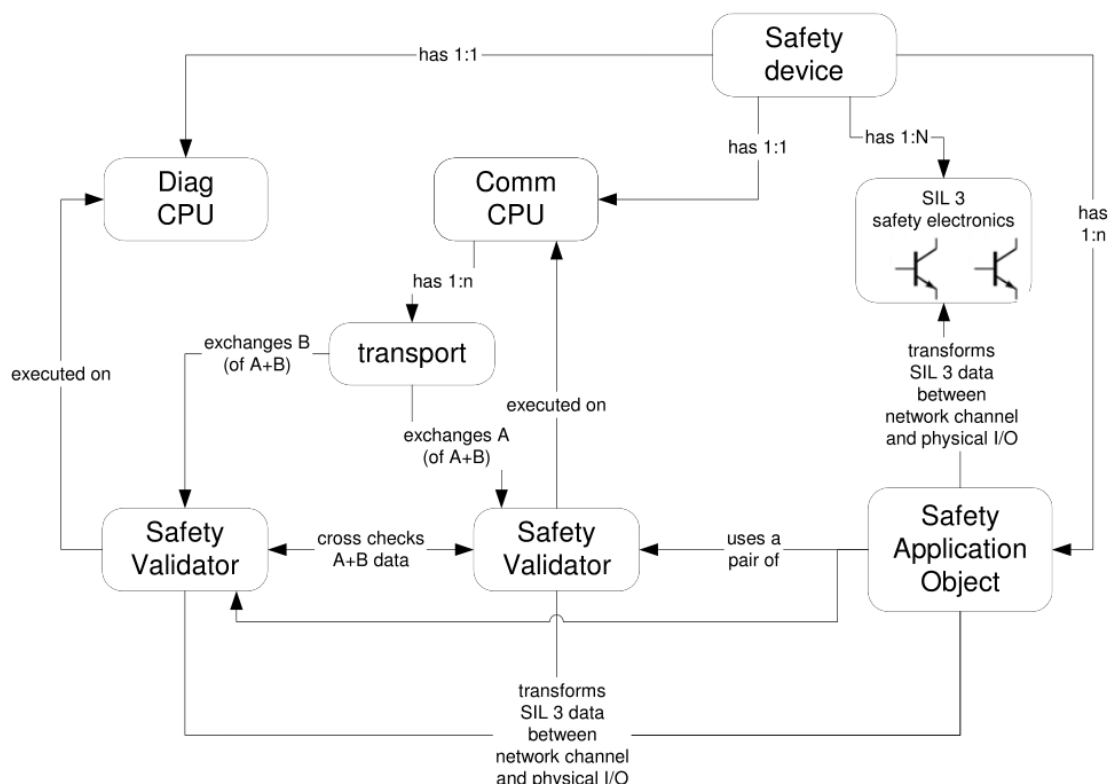 Safety
device
has 1:1
has 1:1
has 1:N
has
1:n
Diag
CPU
Comm
CPU
SIL 3
safety electronics
has 1:n
transport
exchanges B
(of A+B)
executed on
exchanges A
(of A+B)
executed on
transforms
SIL 3 data
between
network channel
and physical I/O
Safety
Validator
cross checks
A+B data
Safety
Validator
uses a
pair of
Safety
Application
Object
transforms
SIL 3 data
between
network channel
and physical I/O